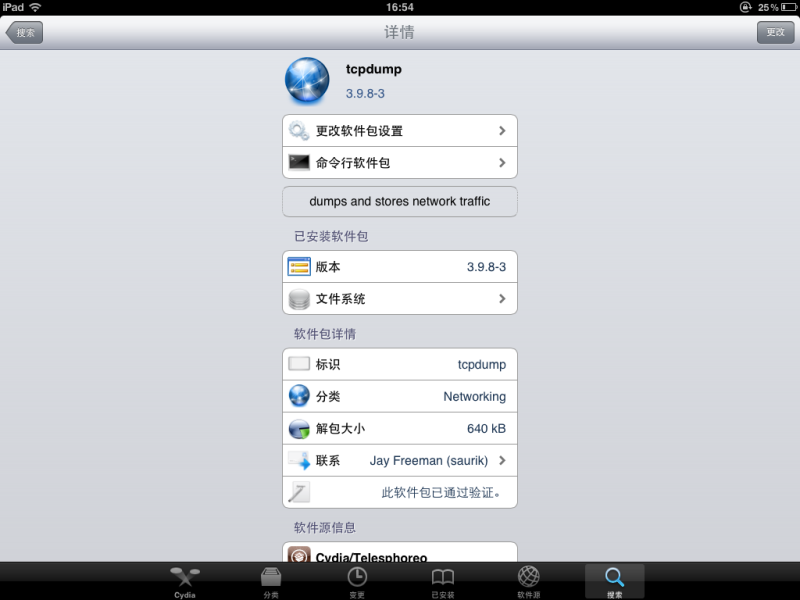 iPad 16:54 25%
搜索 详情 更改
tcpdump
3.9.8-3
更改软件包设置
命令行软件包
dumps and stores network traffic
已安装软件包
版本 3.9.8-3
文件系统
软件包详情
标识 tcpdump
分类 Networking
解包大小 640 kB
联系 Jay Freeman (saurik)
此软件包已通过验证。
软件源信息
Cydia/Telesphoreo
Cydia 分类 变更 已安装 软件源 搜索